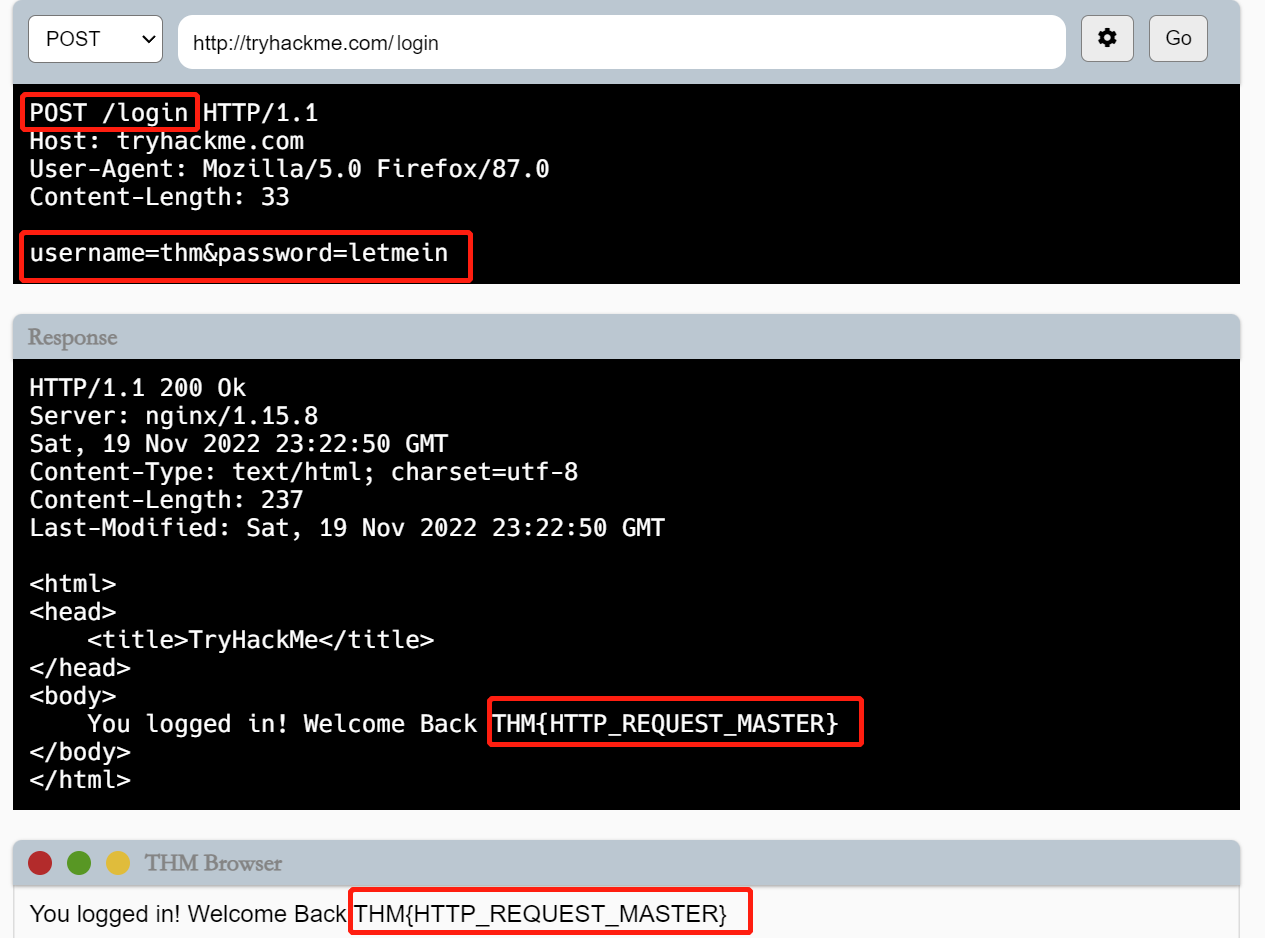 POST
http://tryhackme.com/login
Go
POST /login HTTP/1.1
Host: tryhackme.com
User-Agent: Mozilla/5.0 Firefox/87.0
Content-Length: 33
username=thm&password=letmein
Response
HTTP/1.1 200 Ok
Server: nginx/1.15.8
Sat, 19 Nov 2022 23:22:50 GMT
Content-Type: text/html; charset=utf-8
Content-Length: 237
Last-Modified: Sat, 19 Nov 2022 23:22:50 GMT
<html>
<head>
    <title>TryHackMe</title>
</head>
<body>
    You logged in! Welcome Back THM{HTTP_REQUEST_MASTER}
</body>
</html>
THM Browser
You logged in! Welcome Back THM{HTTP_REQUEST_MASTER}